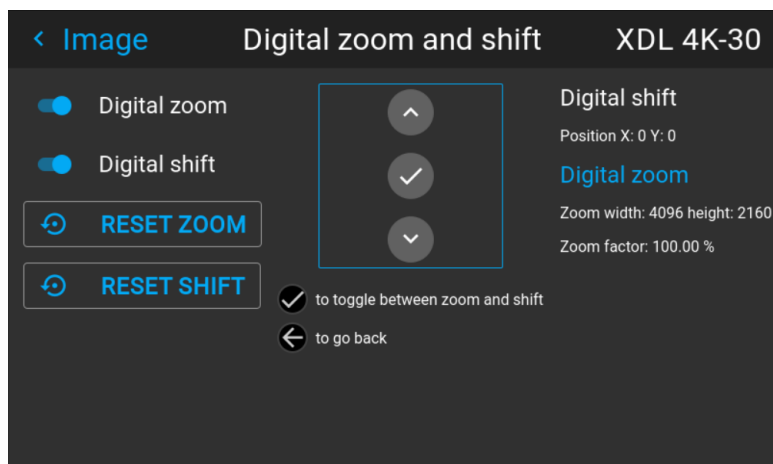 Image
Digital zoom and shift
XDL 4K-30
Digital zoom
Digital shift
RESET ZOOM
RESET SHIFT
to toggle between zoom and shift
to go back
Digital shift
Position X: 0 Y: 0
Digital zoom
Zoom width: 4096 height: 2160
Zoom factor: 100.00 %